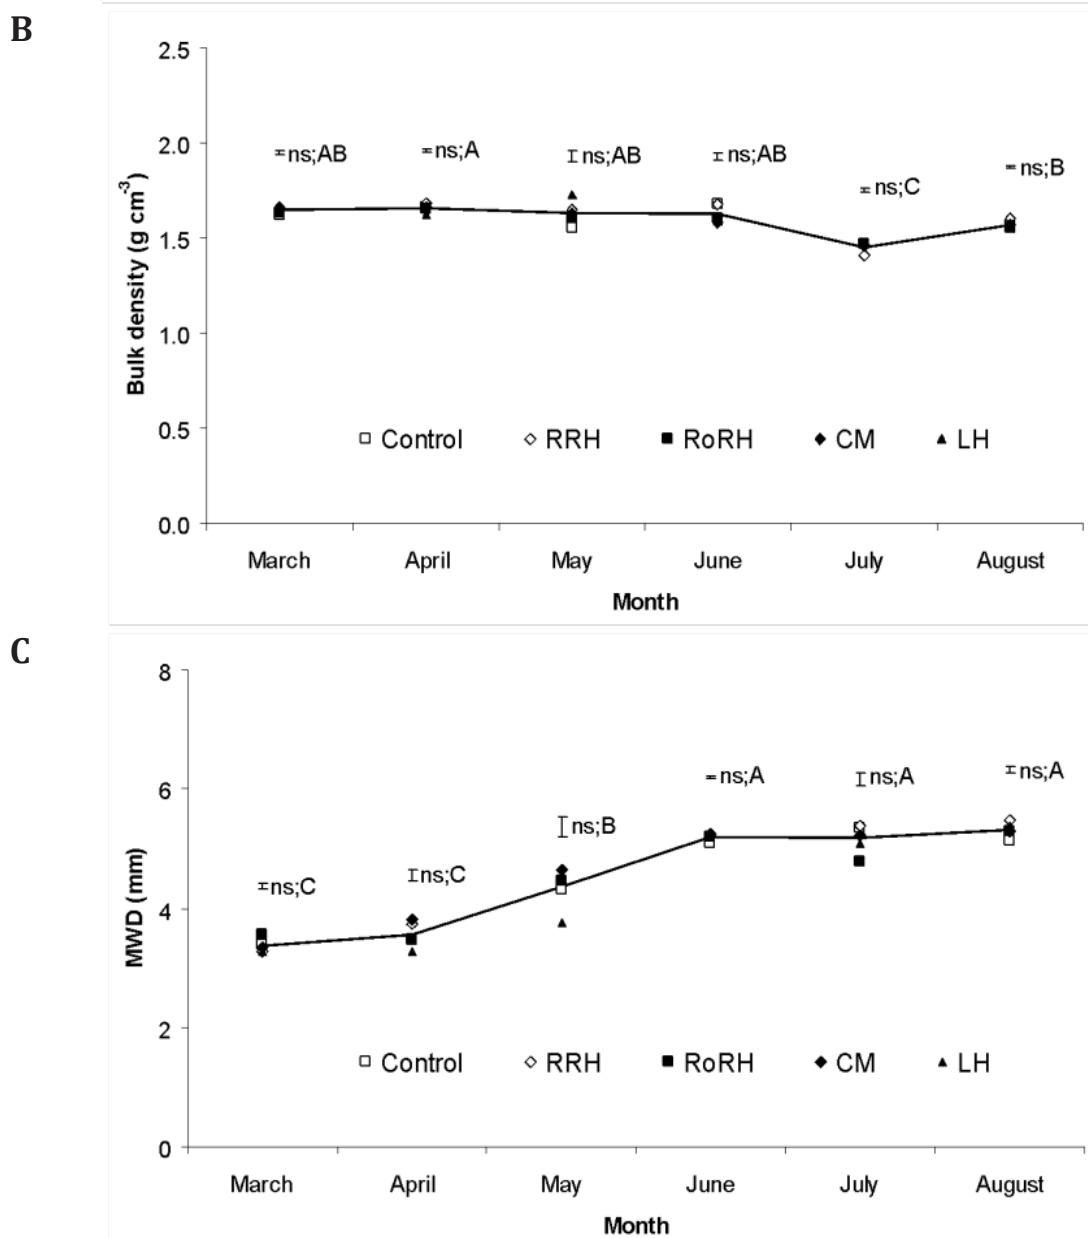 B
2.5
2.0
1.5
1.0
0.5
0.0
Bulk density (g cm⁻³)
ns;AB
ns;A
ns;AB
ns;AB
ns;C
ns;B
Control RRH RoRH CM LH
March April May June July August
Month
C
8
6
4
2
0
MWD (mm)
ns;C
ns;C
ns;B
ns;A
ns;A
ns;A
Control RRH RoRH CM LH
March April May June July August
Month